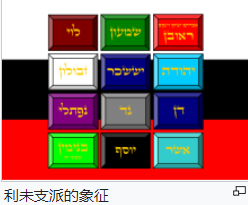 ראובן
שמעון
לוי
יהודה
יששכר
זבולון
דן
גד
נפתלי
אשר
יוסף
בנימין
利未支派的象征